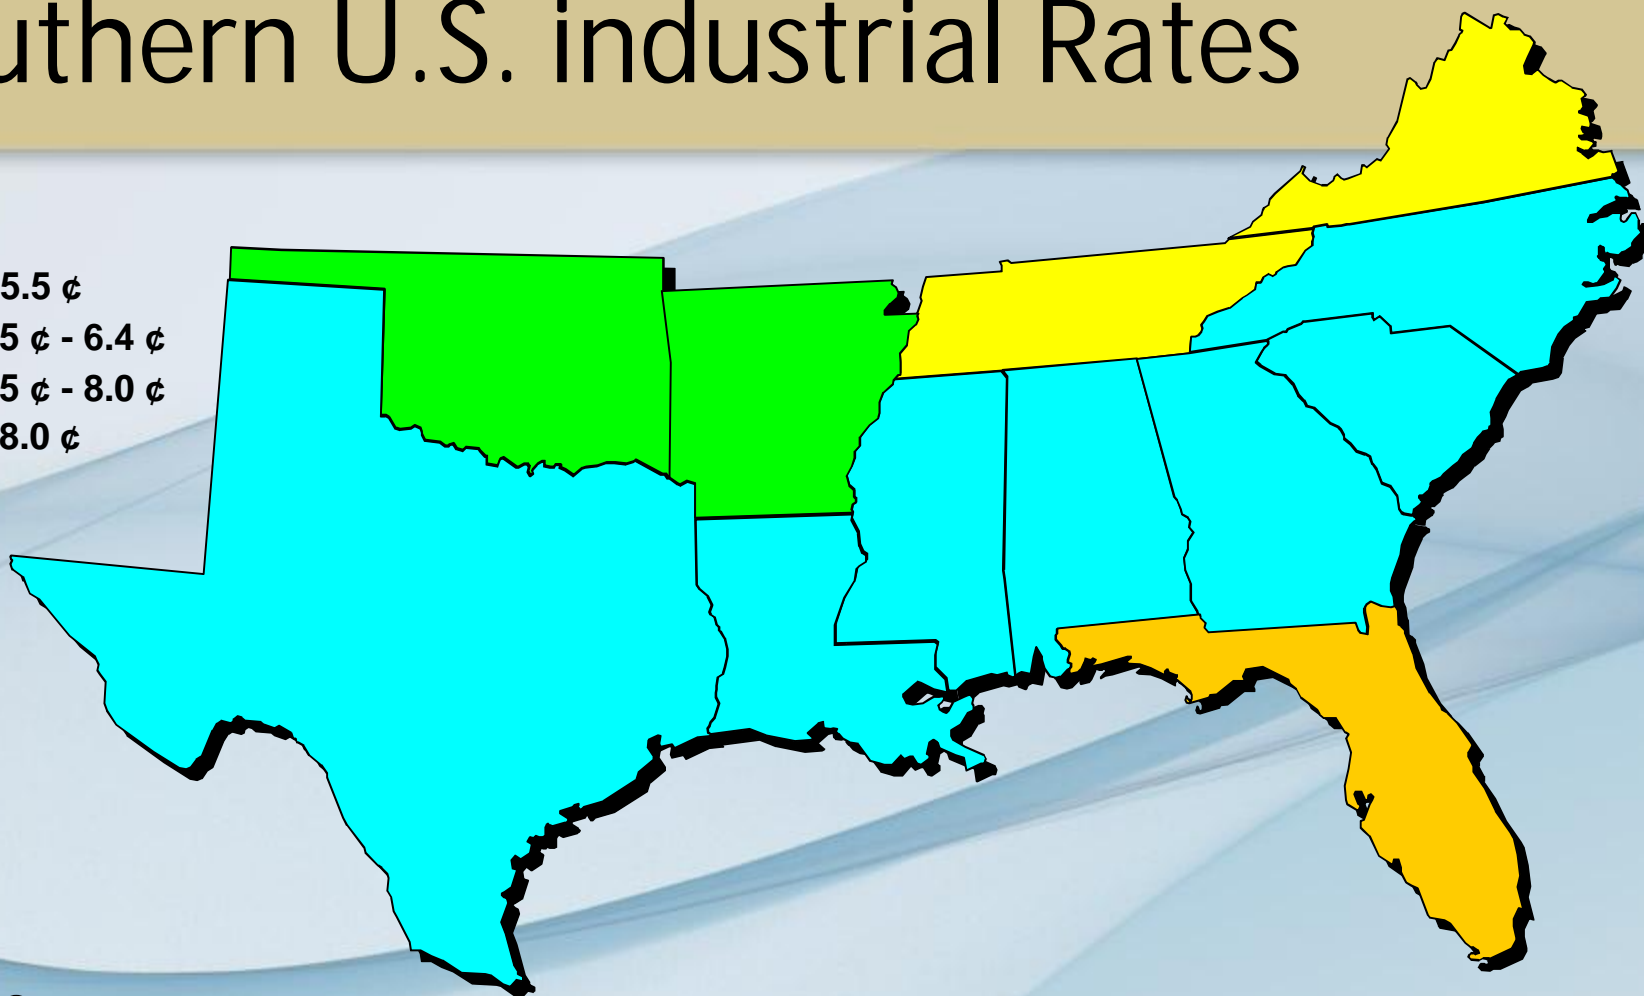 uthern U.S. industrial Rates
5.5 ¢
5 ¢ - 6.4 ¢
5 ¢ - 8.0 ¢
8.0 ¢